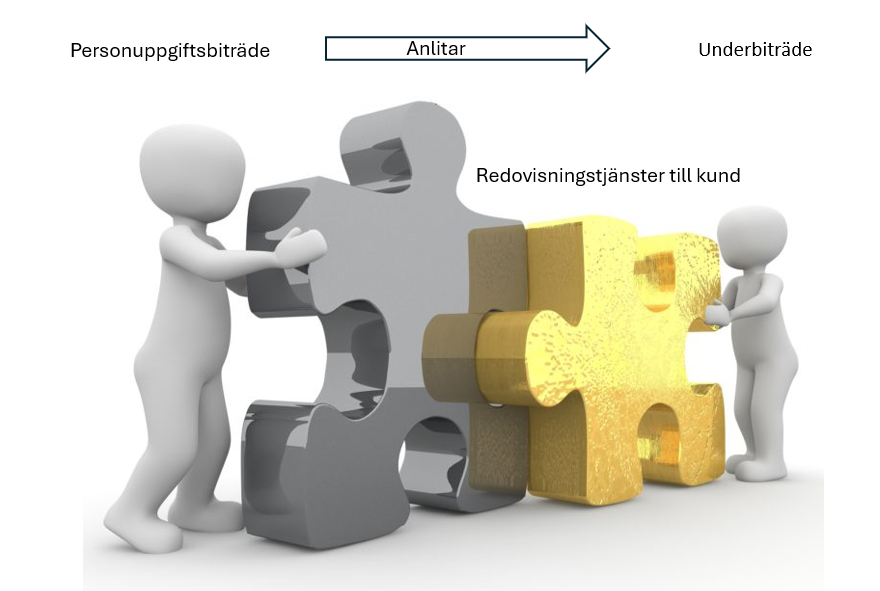 Personuppgiftsbiträde
Anlitar
Underbiträde
Redovisningstjänster till kund